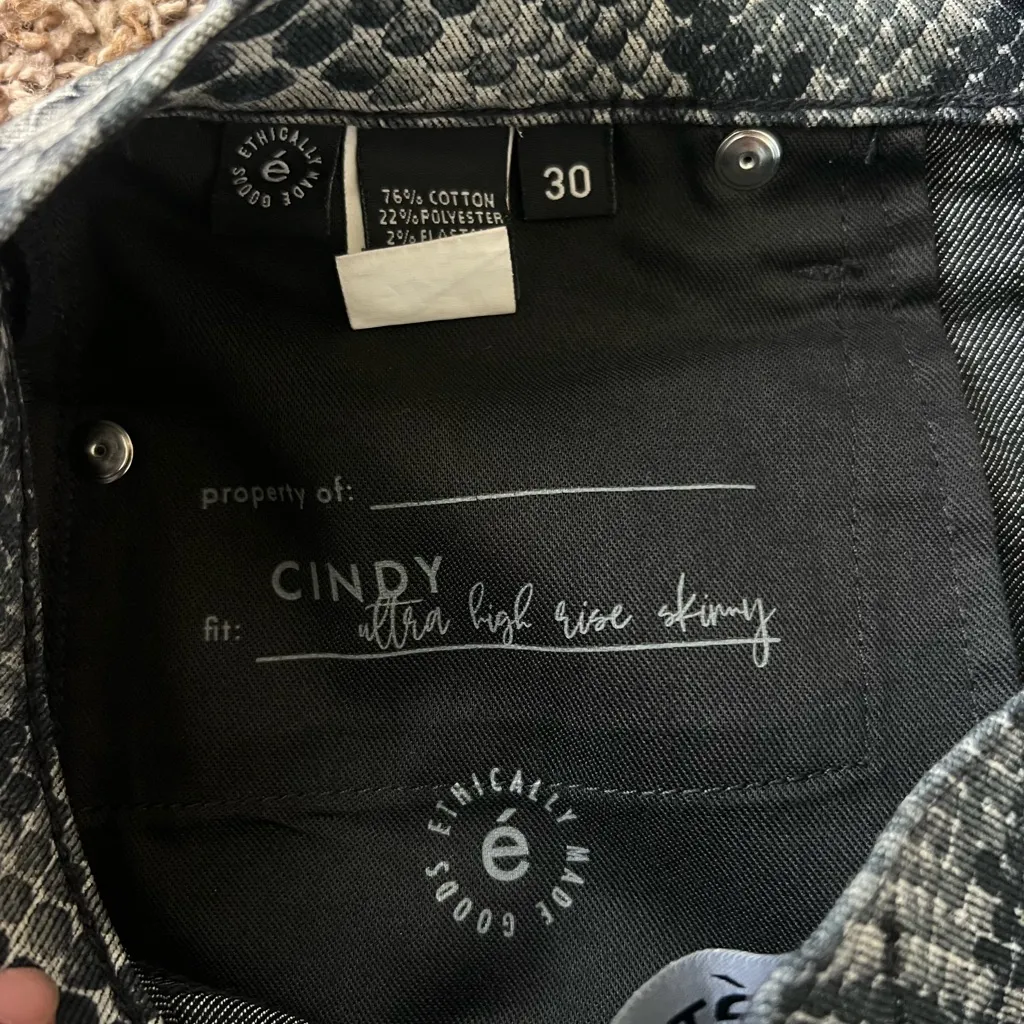 ETHICALLY MADE GOODS
é
76% COTTON
22% POLYESTER
2%
30
property of:
CINDY
fit: ultra high rise skinny
ETHICALLY MADE GOODS
é